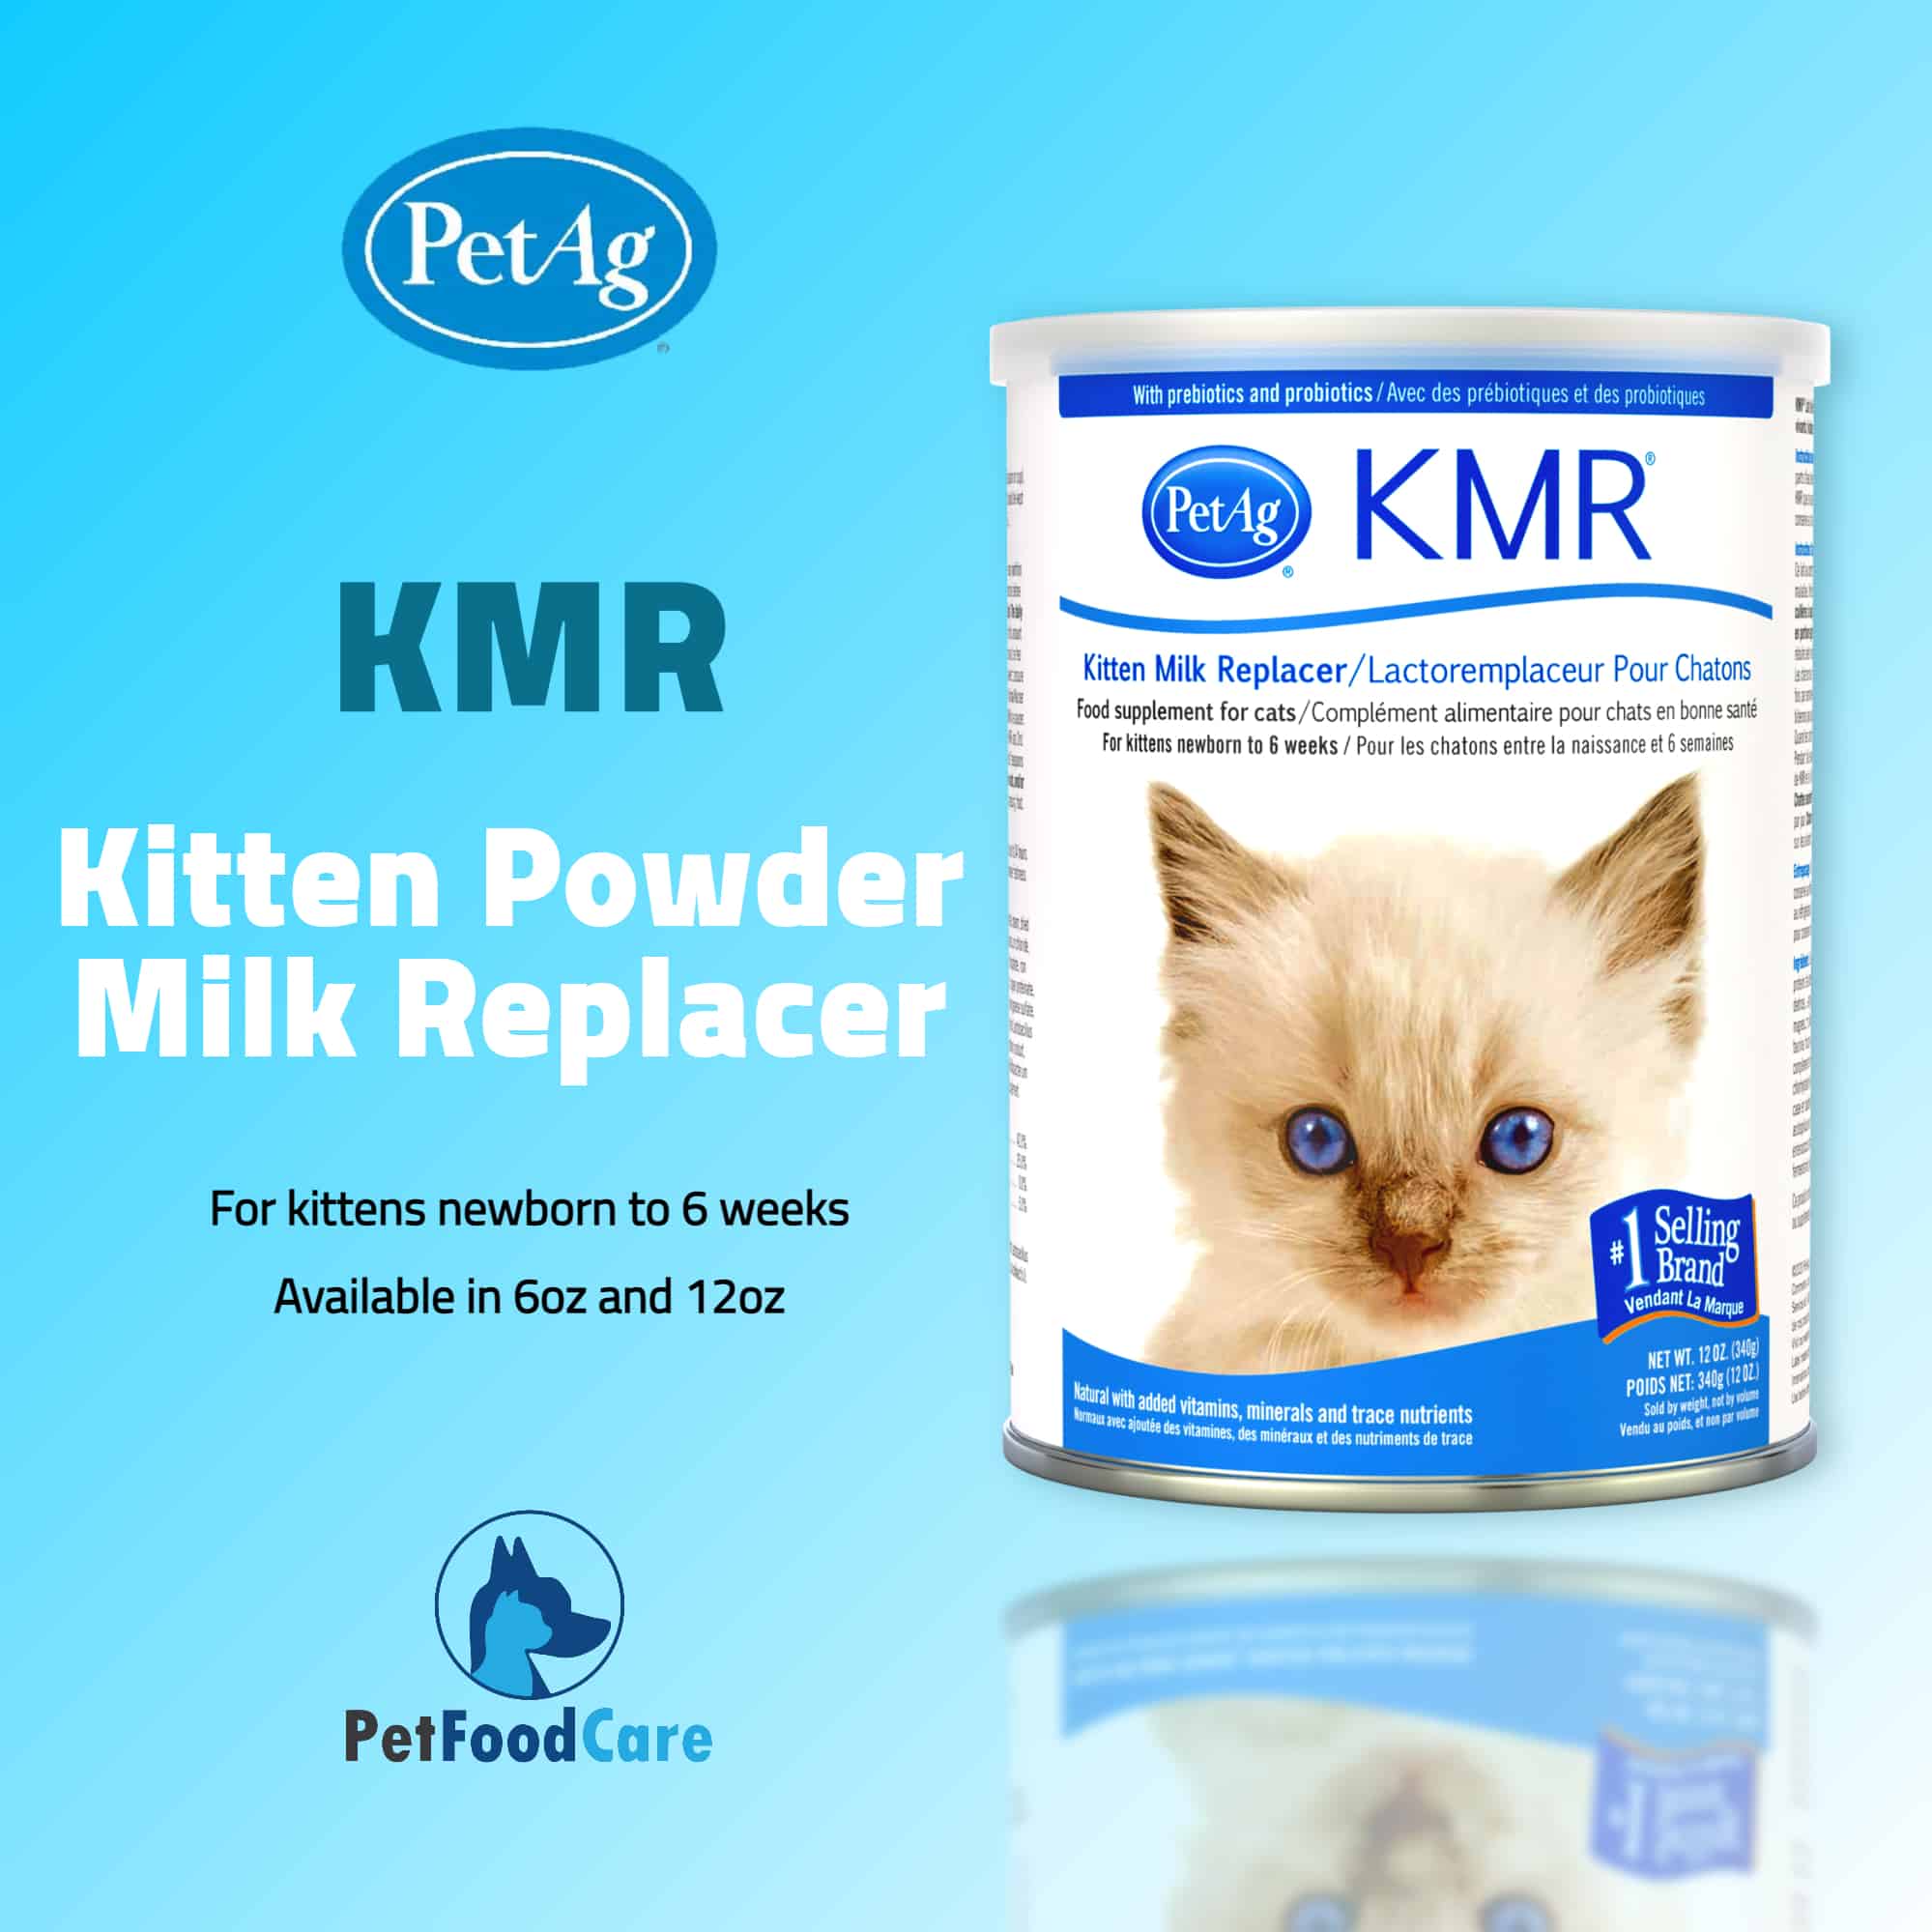 PetAg
KMR
Kitten Powder
Milk Replacer
For kittens newborn to 6 weeks
Available in 6oz and 12oz
PetFoodCare
With prebiotics and probiotics / Avec des prébiotiques et des probiotiques
PetAg® KMR®
Kitten Milk Replacer/Lactoremplaceur Pour Chatons
Food supplement for cats/Complément alimentaire pour chats en bonne santé
For kittens newborn to 6 weeks / Pour les chatons entre la naissance et 6 semaines
#1 Selling
Brand
Vendant La Marque
NET WT. 12 OZ. (340g)
POIDS NET: 340g (12 OZ.)
Sold by weight, not by volume
Vendu au poids, et non par volume
Natural with added vitamins, minerals and trace nutrients
Normaux avec ajoutée des vitamines, des minéraux et des nutriments de trace